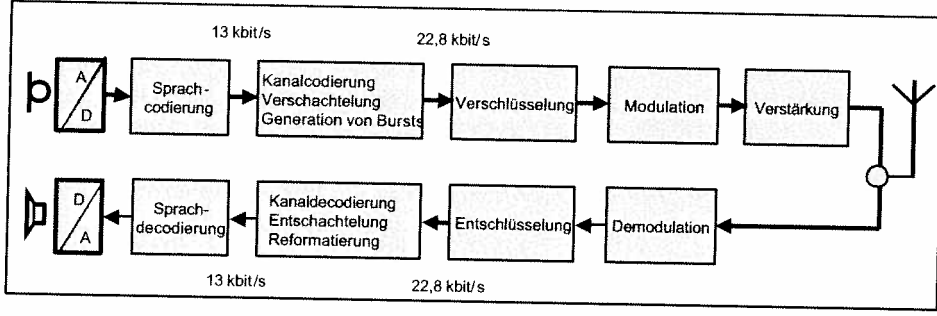 13 kbit/s
22,8 kbit/s
A
D
Sprach-
codierung
Kanalcodierung
Verschachtelung
Generation von Bursts
Verschlüsselung
Modulation
Verstärkung
D
A
Sprach-
decodierung
Kanaldecodierung
Entschachtelung
Reformatierung
Entschlüsselung
Demodulation
13 kbit/s
22,8 kbit/s